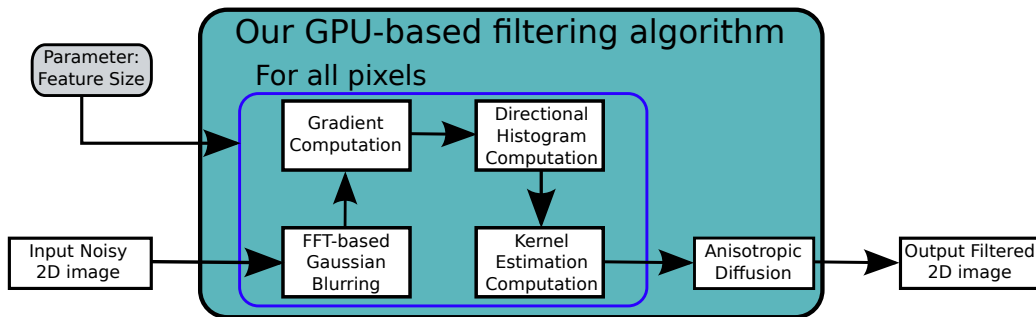 Our GPU-based filtering algorithm
Parameter:
Feature Size
For all pixels
Gradient
Computation
Directional
Histogram
Computation
Input Noisy
2D image
FFT-based
Gaussian
Blurring
Kernel
Estimation
Computation
Anisotropic
Diffusion
Output Filtered
2D image